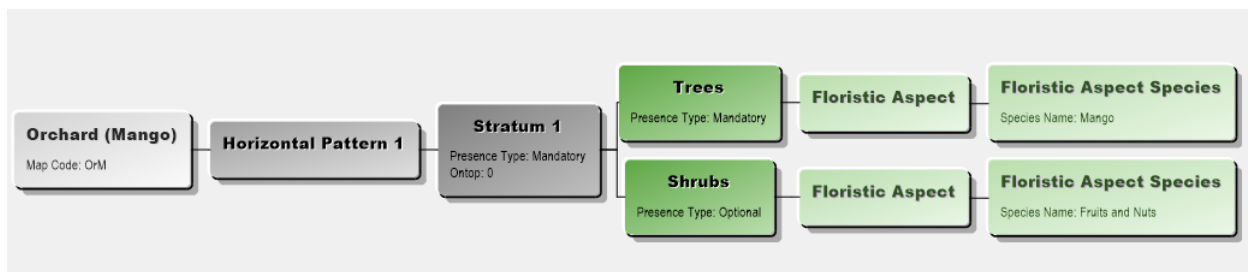 Orchard (Mango)
Map Code: OrM
Horizontal Pattern 1
Stratum 1
Presence Type: Mandatory
Ontop: 0
Trees
Presence Type: Mandatory
Floristic Aspect
Floristic Aspect Species
Species Name: Mango
Shrubs
Presence Type: Optional
Floristic Aspect
Floristic Aspect Species
Species Name: Fruits and Nuts